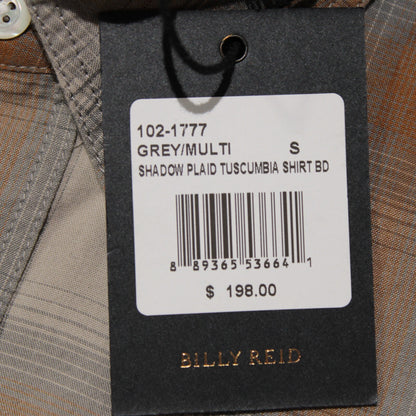 102-1777
GREY/MULTI S
SHADOW PLAID TUSCUMBIA SHIRT BD
8 89365 53664 1
$ 198.00
BILLY REID